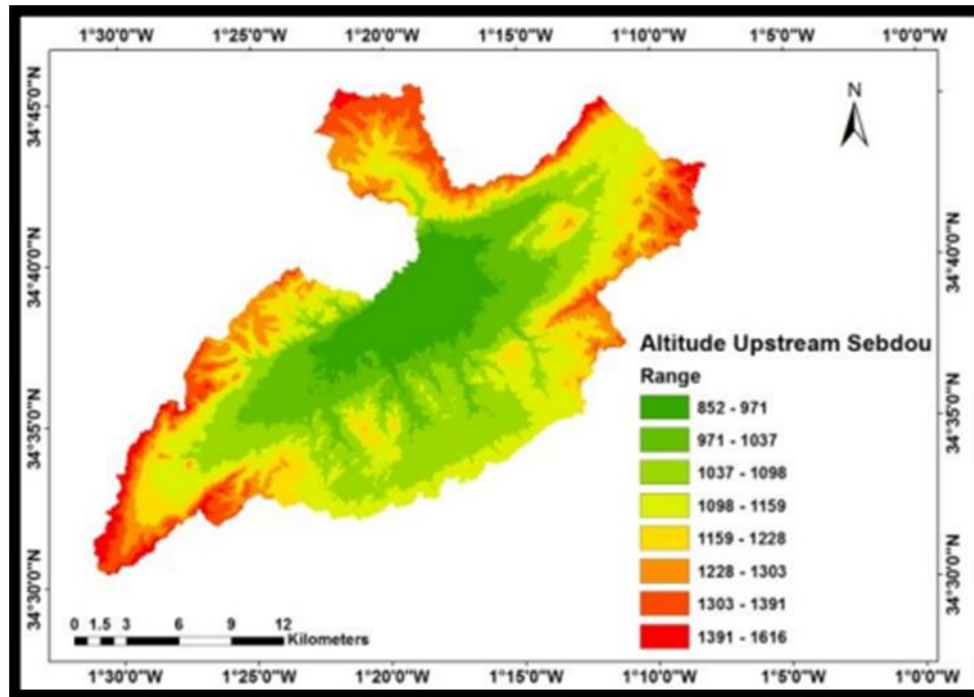 1°30'0"W 1°25'0"W 1°20'0"W 1°15'0"W 1°10'0"W 1°5'0"W 1°0'0"W
N
34°45'0"N
34°40'0"N
34°35'0"N
34°30'0"N
34°40'0"N
34°35'0"N
34°30'0"N
Altitude Upstream Sebdou
Range
852 - 971
971 - 1037
1037 - 1098
1098 - 1159
1159 - 1228
1228 - 1303
1303 - 1391
1391 - 1616
0 1.5 3 6 9 12
Kilometers
1°30'0"W 1°25'0"W 1°20'0"W 1°15'0"W 1°10'0"W 1°5'0"W 1°0'0"W